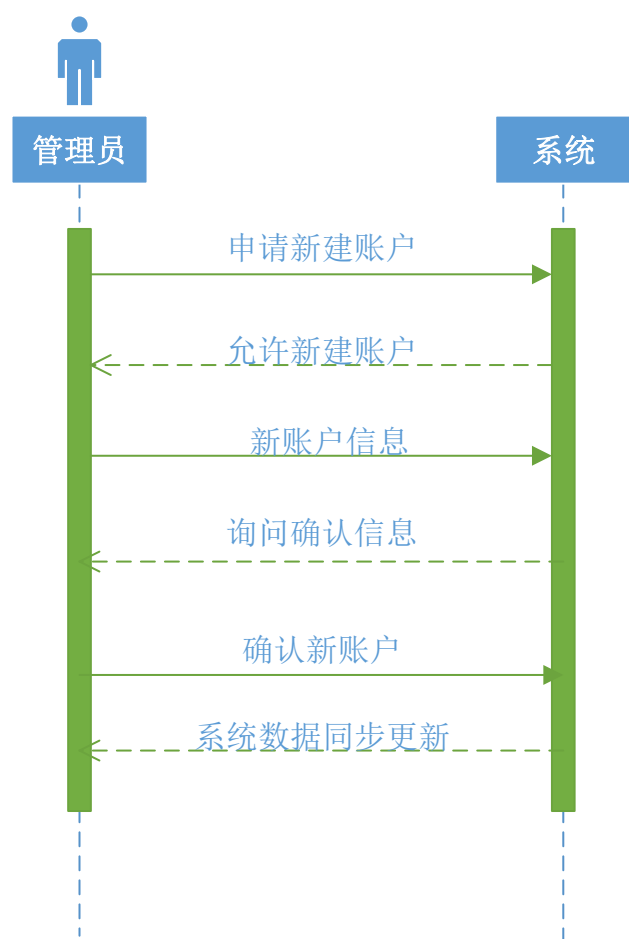 管理员
系统
申请新建账户
允许新建账户
新账户信息
询问确认信息
确认新账户
系统数据同步更新